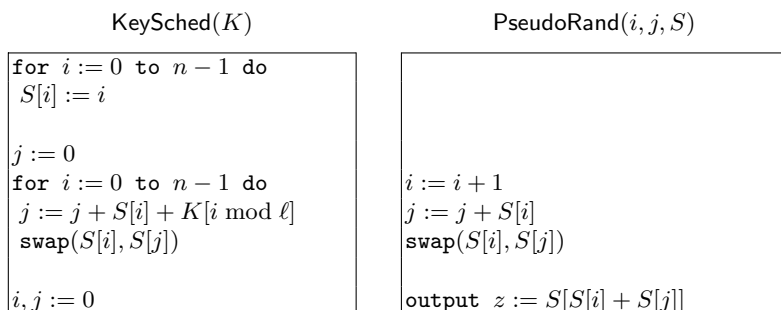 KeySched(K)
for i := 0 to n − 1 do
S[i] := i
j := 0
for i := 0 to n − 1 do
j := j + S[i] + K[i mod ℓ]
swap(S[i], S[j])
i, j := 0
PseudoRand(i, j, S)
i := i + 1
j := j + S[i]
swap(S[i], S[j])
output z := S[S[i] + S[j]]